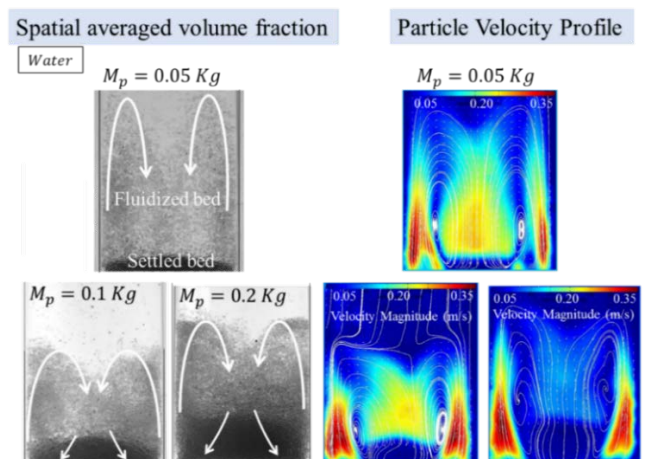 Spatial averaged volume fraction
Particle Velocity Profile
Water
M_p = 0.05 Kg
M_p = 0.05 Kg
0.05 0.20 0.35
Fluidized bed
Settled bed
M_p = 0.1 Kg
M_p = 0.2 Kg
0.05 0.20 0.35
Velocity Magnitude (m/s)
0.05 0.20 0.35
Velocity Magnitude (m/s)